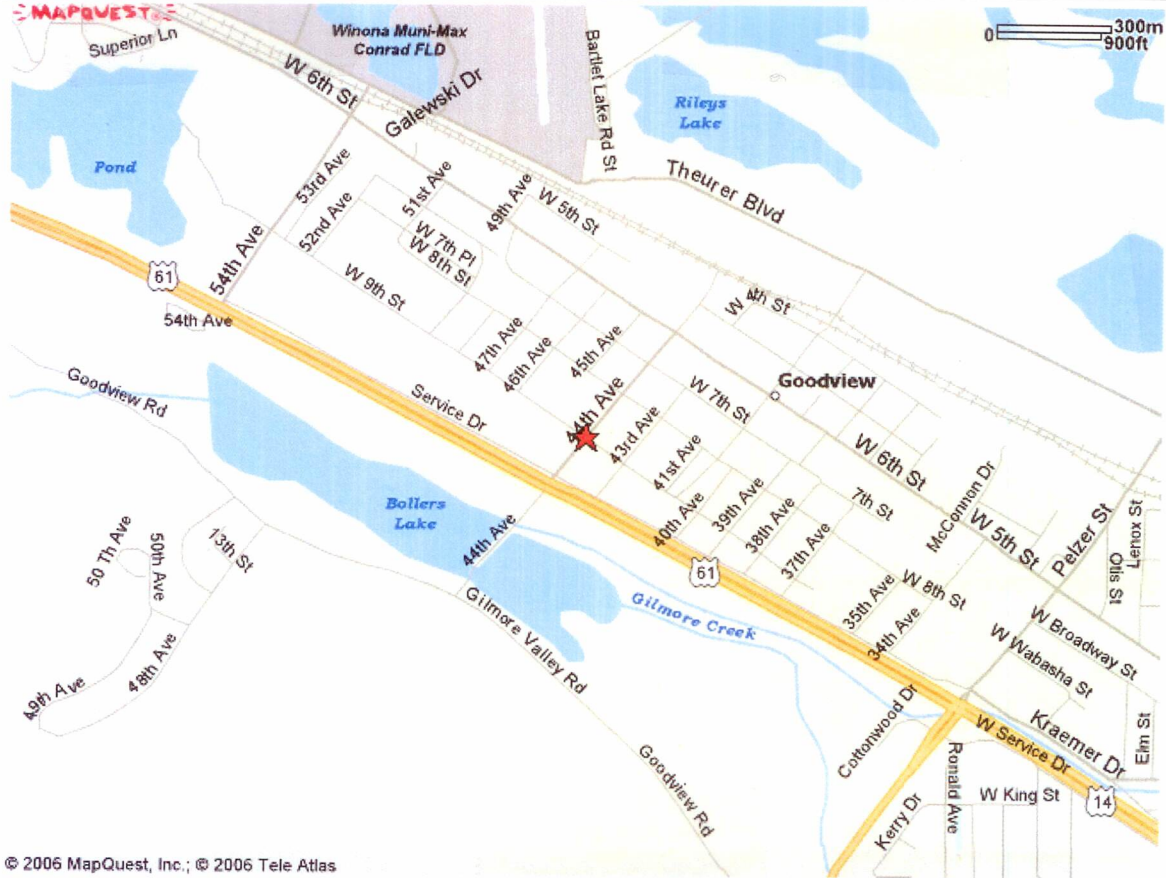 MAPQUEST
Superior Ln
Winona Muni-Max
Conrad FLD
Bartlet Lake Rd St
0
300m
900ft
W 6th St
Galewski Dr
Rileys
Lake
Pond
Theurer Blvd
53rd Ave
52nd Ave
51st Ave
49th Ave
W 5th St
54th Ave
W 7th Pl
W 8th St
W 9th St
61
54th Ave
W 4th St
47th Ave
46th Ave
45th Ave
Goodview
Goodview Rd
Service Dr
44th Ave
W 7th St
43rd Ave
41st Ave
W 6th St
McConnon Dr
Bollers
Lake
40th Ave
39th Ave
38th Ave
37th Ave
7th St
W 5th St
Pelzer St
Lenox St
Otis St
50 Th Ave
50th Ave
13th St
44th Ave
61
Gilmore Creek
Gilmore Valley Rd
35th Ave
34th Ave
W 8th St
W Broadway St
W Wabasha St
49th Ave
48th Ave
Cottonwood Dr
Kraemer Dr
Elm St
W Service Dr
Goodview Rd
Ronald Ave
W King St
14
Kerry Dr
© 2006 MapQuest, Inc.; © 2006 Tele Atlas